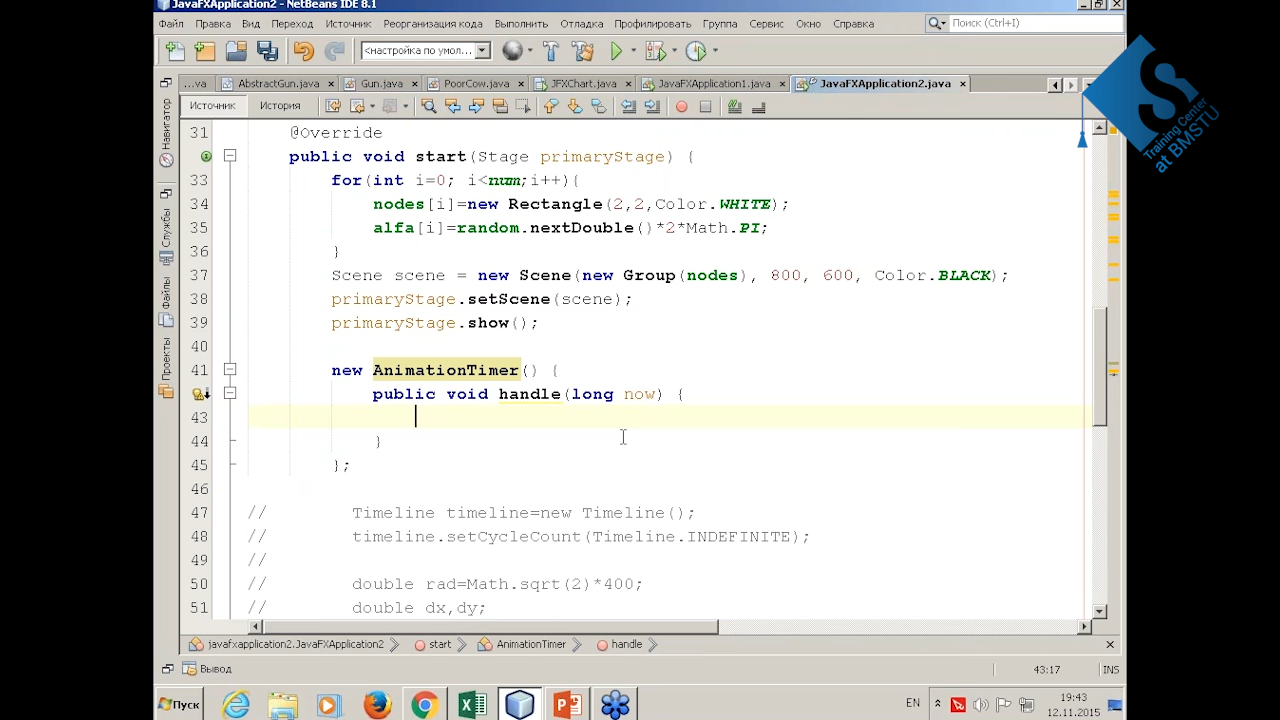 JavaFXApplication2 - NetBeans IDE 8.1
Файл Правка Вид Переход Источник Реорганизация кода Выполнить Отладка Профилировать Группа Сервис Окно Справка
Поиск (Ctrl+I)
<настройка по умол...
...va AbstractGun.java Gun.java PoorCow.java JFXChart.java JavaFXApplication1.java JavaFXApplication2.java
Источник История
Training Center
at BMSTU
Навигатор
Службы
Файлы
Проекты
31 @Override
public void start(Stage primaryStage) {
33 for(int i=0; i<num;i++){
34 nodes[i]=new Rectangle(2,2,Color.WHITE);
35 alfa[i]=random.nextDouble()*2*Math.PI;
36 }
37 Scene scene = new Scene(new Group(nodes), 800, 600, Color.BLACK);
38 primaryStage.setScene(scene);
39 primaryStage.show();
40
41 new AnimationTimer() {
public void handle(long now) {
43
44 }
45 };
46
47 // Timeline timeline=new Timeline();
48 // timeline.setCycleCount(Timeline.INDEFINITE);
49 //
50 // double rad=Math.sqrt(2)*400;
51 // double dx,dy;
javafxapplication2.JavaFXApplication2 start AnimationTimer handle
Вывод
43:17 INS
Пуск
EN
19:43
12.11.2015